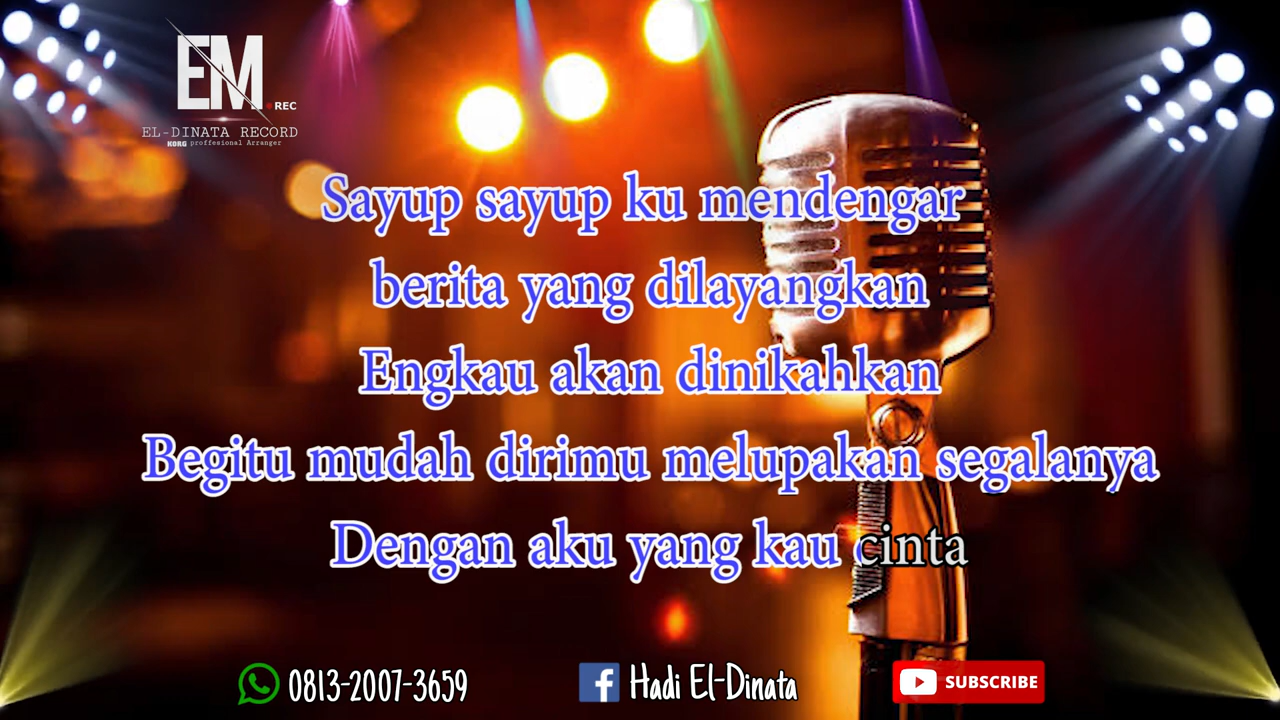 EM
REC
EL-DINATA RECORD
KORG proffesional Arranger
Sayup sayup ku mendengar
berita yang dilayangkan
Engkau akan dinikahkan
Begitu mudah dirimu melupakan segalanya
Dengan aku yang kau cinta
0813-2007-3659
Hadi El-Dinata
SUBSCRIBE